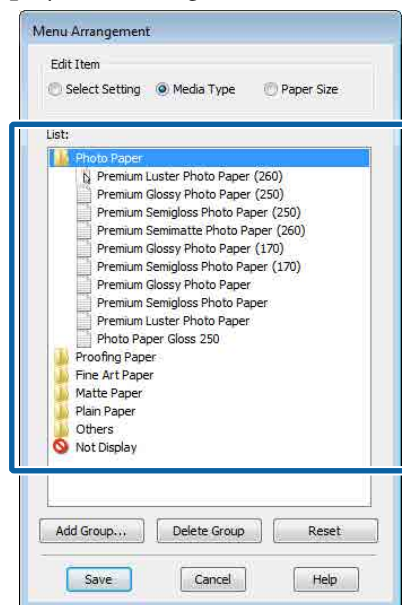 Menu Arrangement
Edit Item
Select Setting Media Type Paper Size
List:
Photo Paper
Premium Luster Photo Paper (260)
Premium Glossy Photo Paper (250)
Premium Semigloss Photo Paper (250)
Premium Semimatte Photo Paper (260)
Premium Glossy Photo Paper (170)
Premium Semigloss Photo Paper (170)
Premium Glossy Photo Paper
Premium Semigloss Photo Paper
Premium Luster Photo Paper
Photo Paper Gloss 250
Proofing Paper
Fine Art Paper
Matte Paper
Plain Paper
Others
Not Display
Add Group... Delete Group Reset
Save Cancel Help